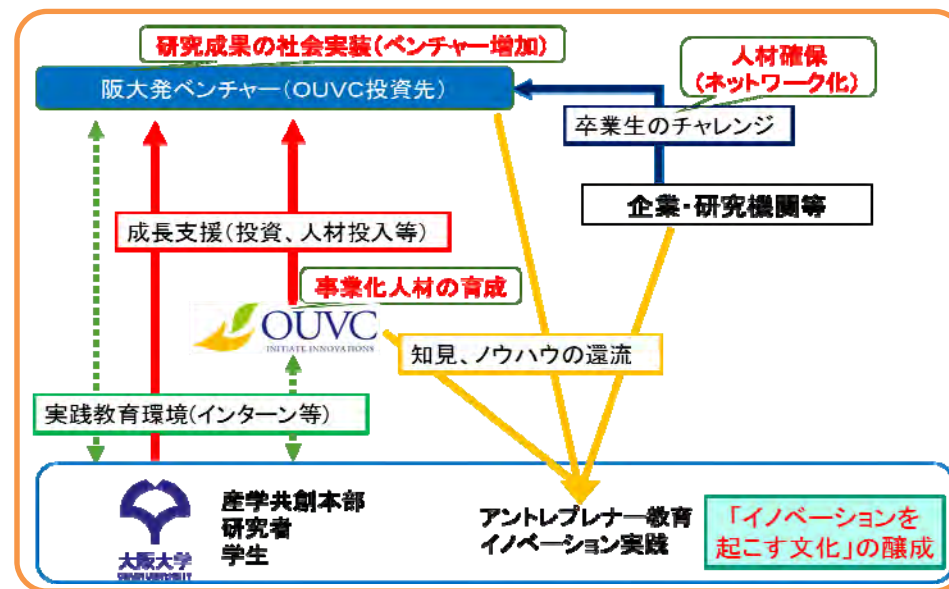 研究成果の社会実装(ベンチャー増加)
人材確保
(ネットワーク化)
阪大発ベンチャー(OUVC投資先)
卒業生のチャレンジ
企業・研究機関等
成長支援(投資、人材投入等)
事業化人材の育成
OUVC
INITIATE INNOVATIONS
知見、ノウハウの還流
実践教育環境(インターン等)
産学共創本部
研究者
学生
大阪大学
OSAKA UNIVERSITY
アントレプレナー教育
イノベーション実践
「イノベーションを
起こす文化」の醸成